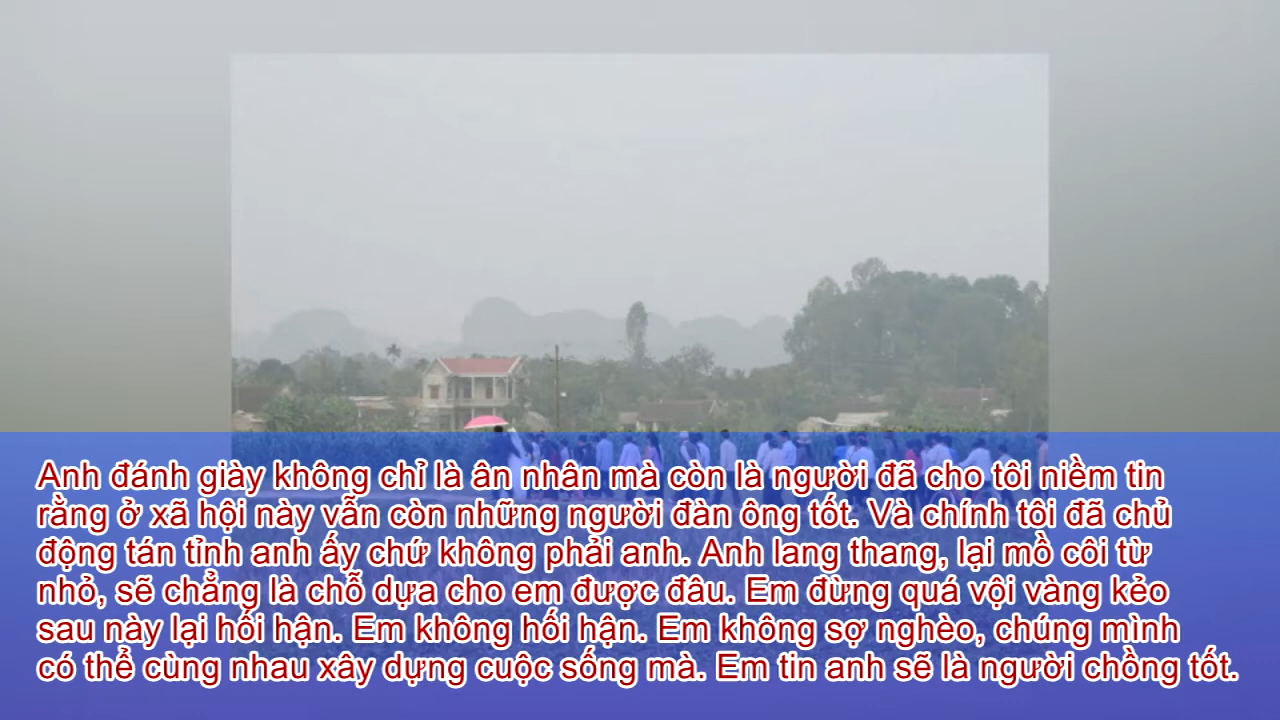 Anh đánh giày không chỉ là ân nhân mà còn là người đã cho tôi niềm tin
rằng ở xã hội này vẫn còn những người đàn ông tốt. Và chính tôi đã chủ
động tán tỉnh anh ấy chứ không phải anh. Anh lang thang, lại mồ côi từ
nhỏ, sẽ chẳng là chỗ dựa cho em được đâu. Em đừng quá vội vàng kẻo
sau này lại hối hận. Em không hối hận. Em không sợ nghèo, chúng mình
có thể cùng nhau xây dựng cuộc sống mà. Em tin anh sẽ là người chồng tốt.